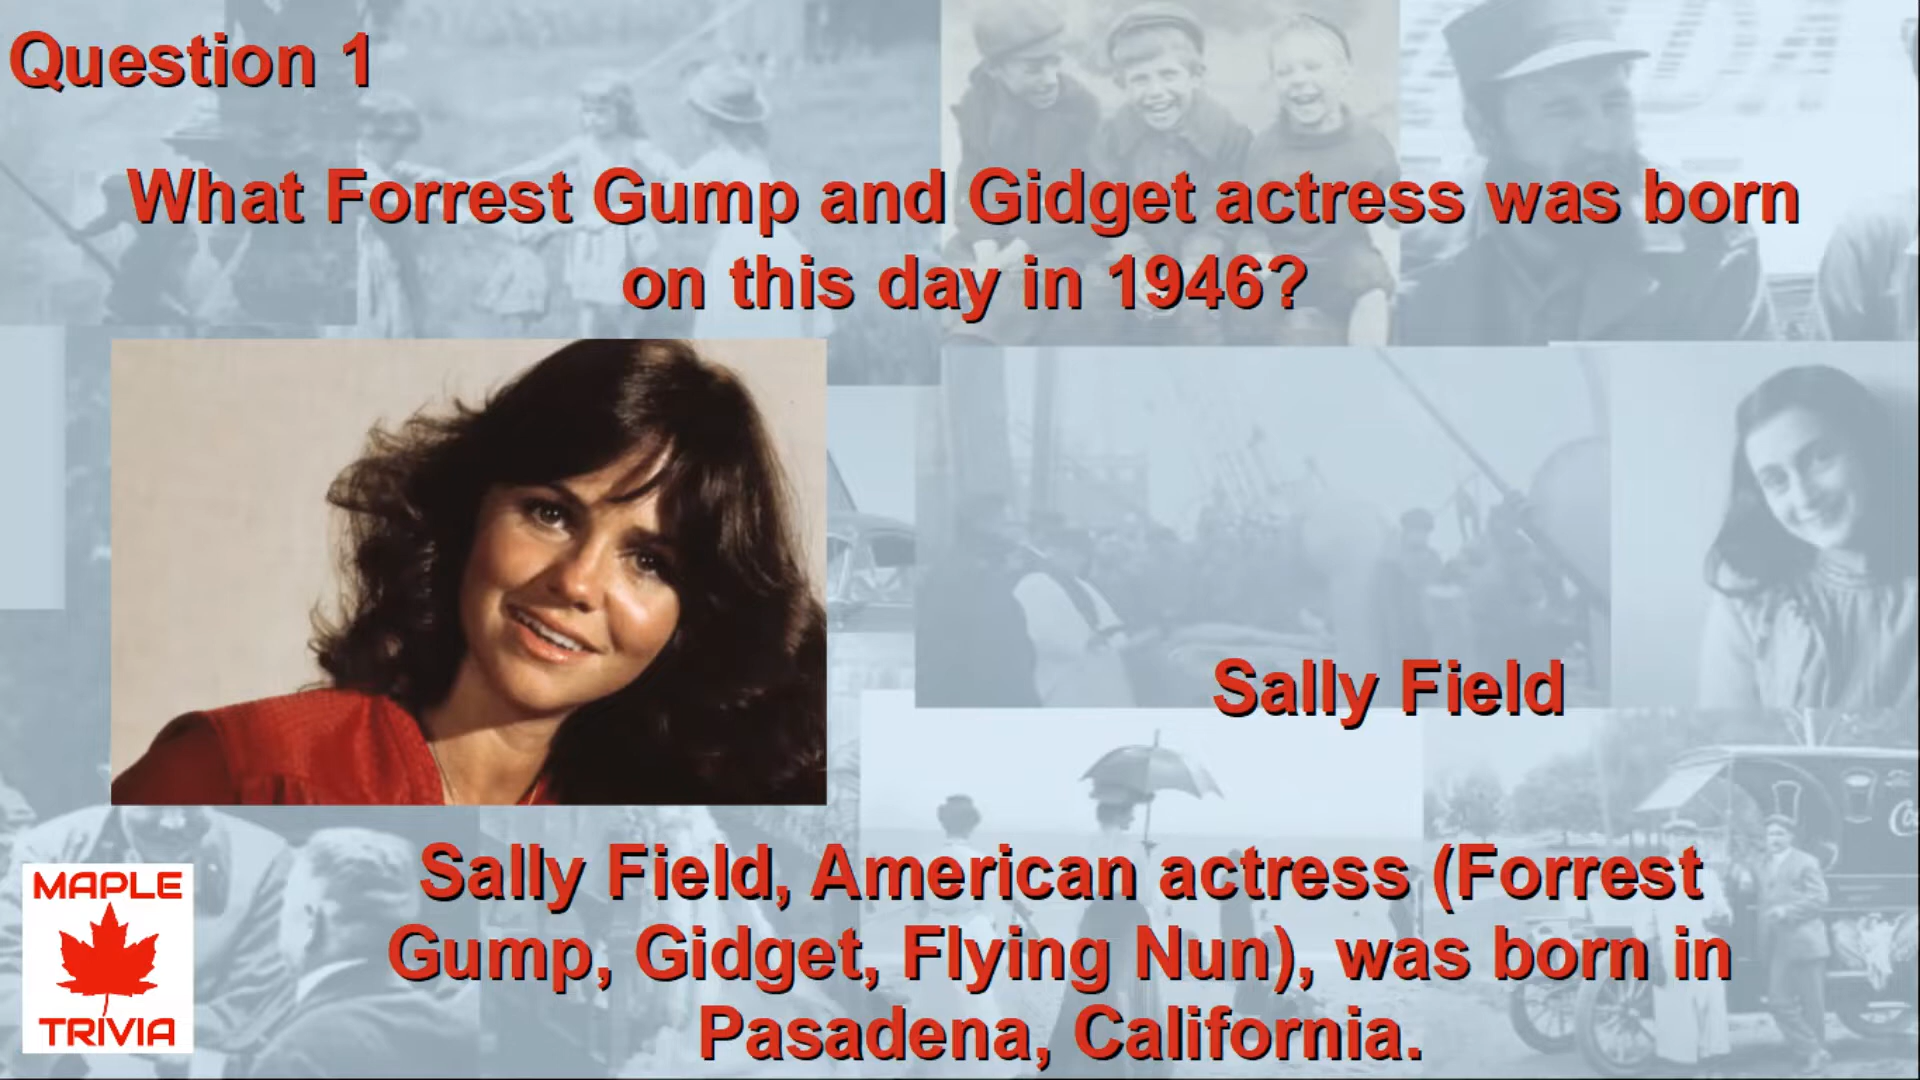 Question 1
What Forrest Gump and Gidget actress was born
on this day in 1946?
Sally Field
Sally Field, American actress (Forrest
Gump, Gidget, Flying Nun), was born in
Pasadena, California.
MAPLE
TRIVIA